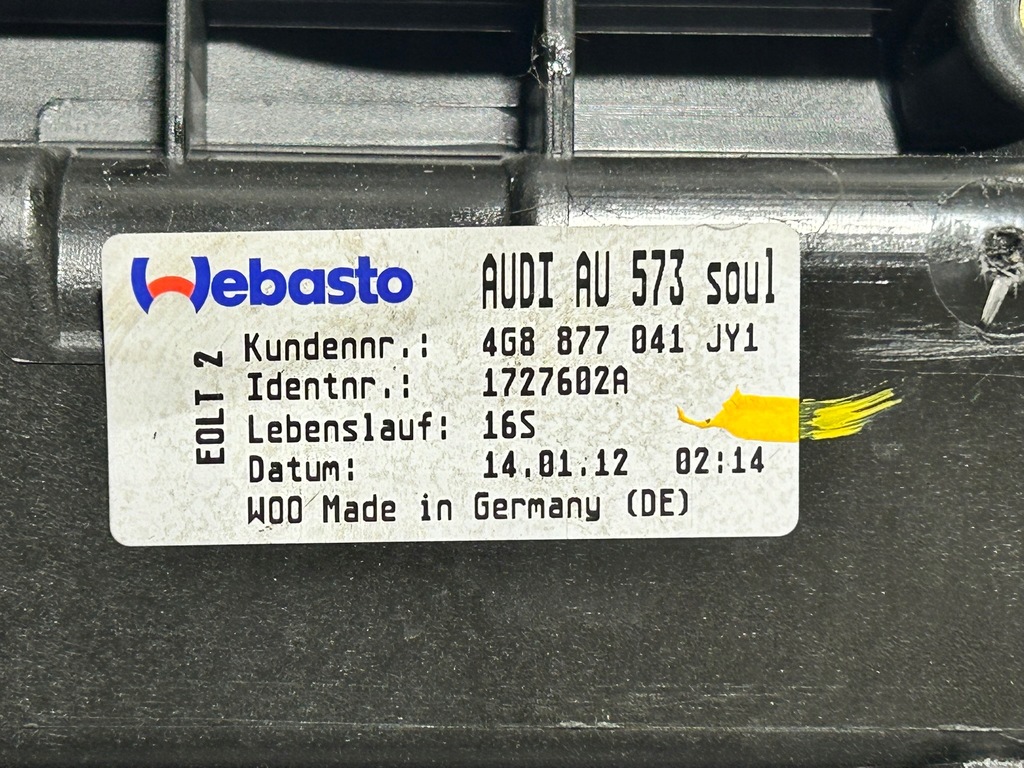 Webasto AUDI AU 573 soul
Kundennr.: 4G8 877 041 JY1
Identnr.: 1727602A
Lebenslauf: 16S
Datum: 14.01.12 02:14
W00 Made in Germany (DE)
EOLT 2